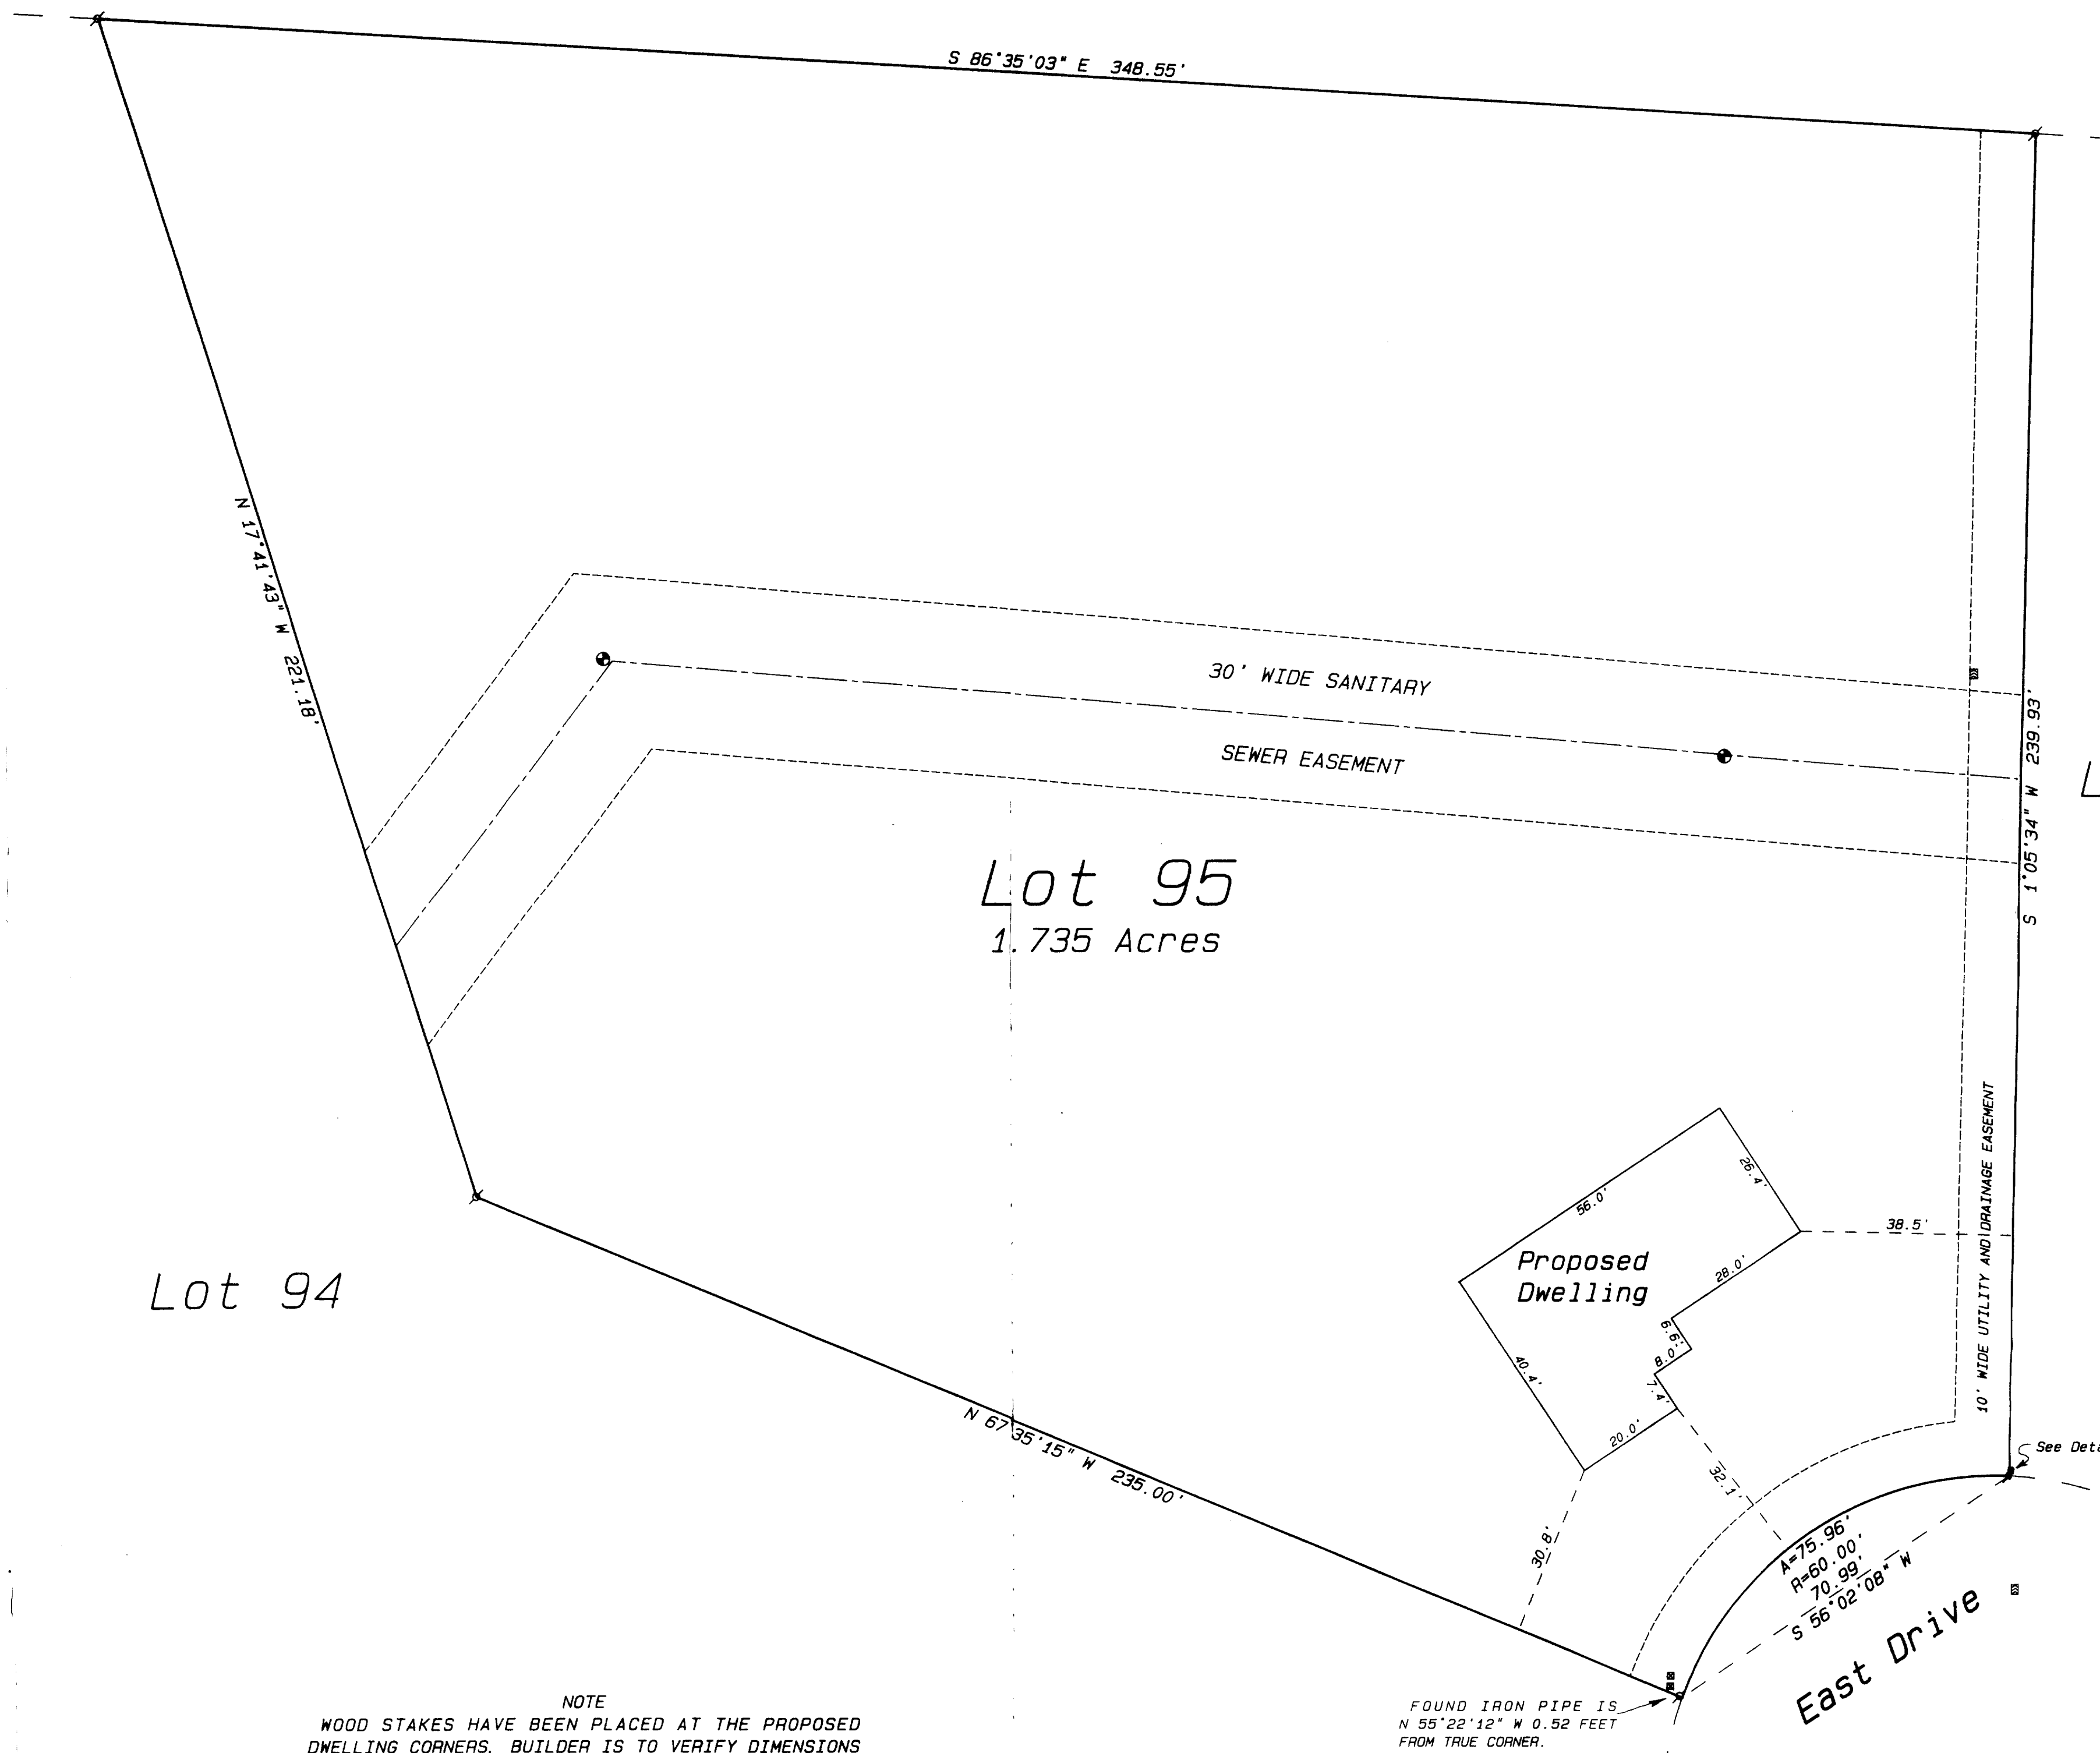 S 86°35'03" E 348.55'
N 17°41'43" W 221.18'
30' WIDE SANITARY
SEWER EASEMENT
S 1°05'34" W 239.93'
Lot 95
1.735 Acres
10' WIDE UTILITY AND DRAINAGE EASEMENT
56.0'
26.4'
38.5'
Proposed
Dwelling
28.0'
6.6'
8.0'
7.4'
40.4'
20.0'
32.1'
30.8'
Lot 94
N 67°35'15" W 235.00'
See
A=75.96'
R=60.00'
70.99'
S 56°02'08" W
East Drive
FOUND IRON PIPE IS
N 55°22'12" W 0.52 FEET
FROM TRUE CORNER.
NOTE
WOOD STAKES HAVE BEEN PLACED AT THE PROPOSED
DWELLING CORNERS. BUILDER IS TO VERIFY DIMENSIONS